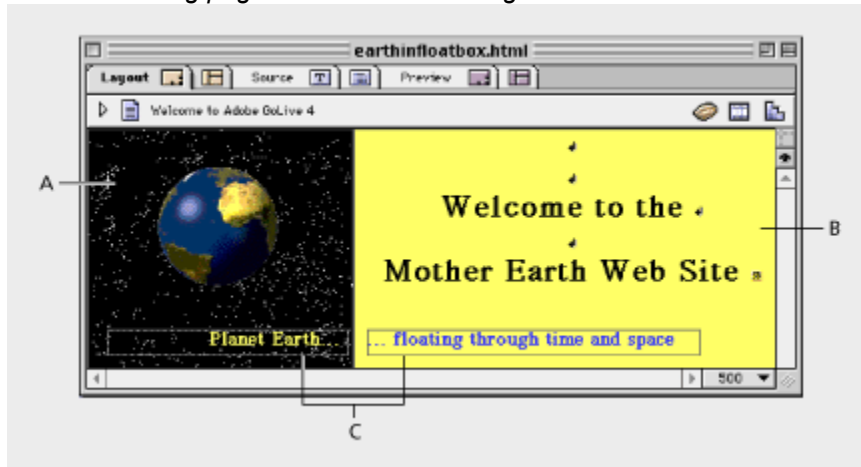 earthinfloatbox.html
Layout Source Preview
Welcome to Adobe GoLive 4
A
Welcome to the
B
Mother Earth Web Site
Planet Earth... ... floating through time and space
500
C